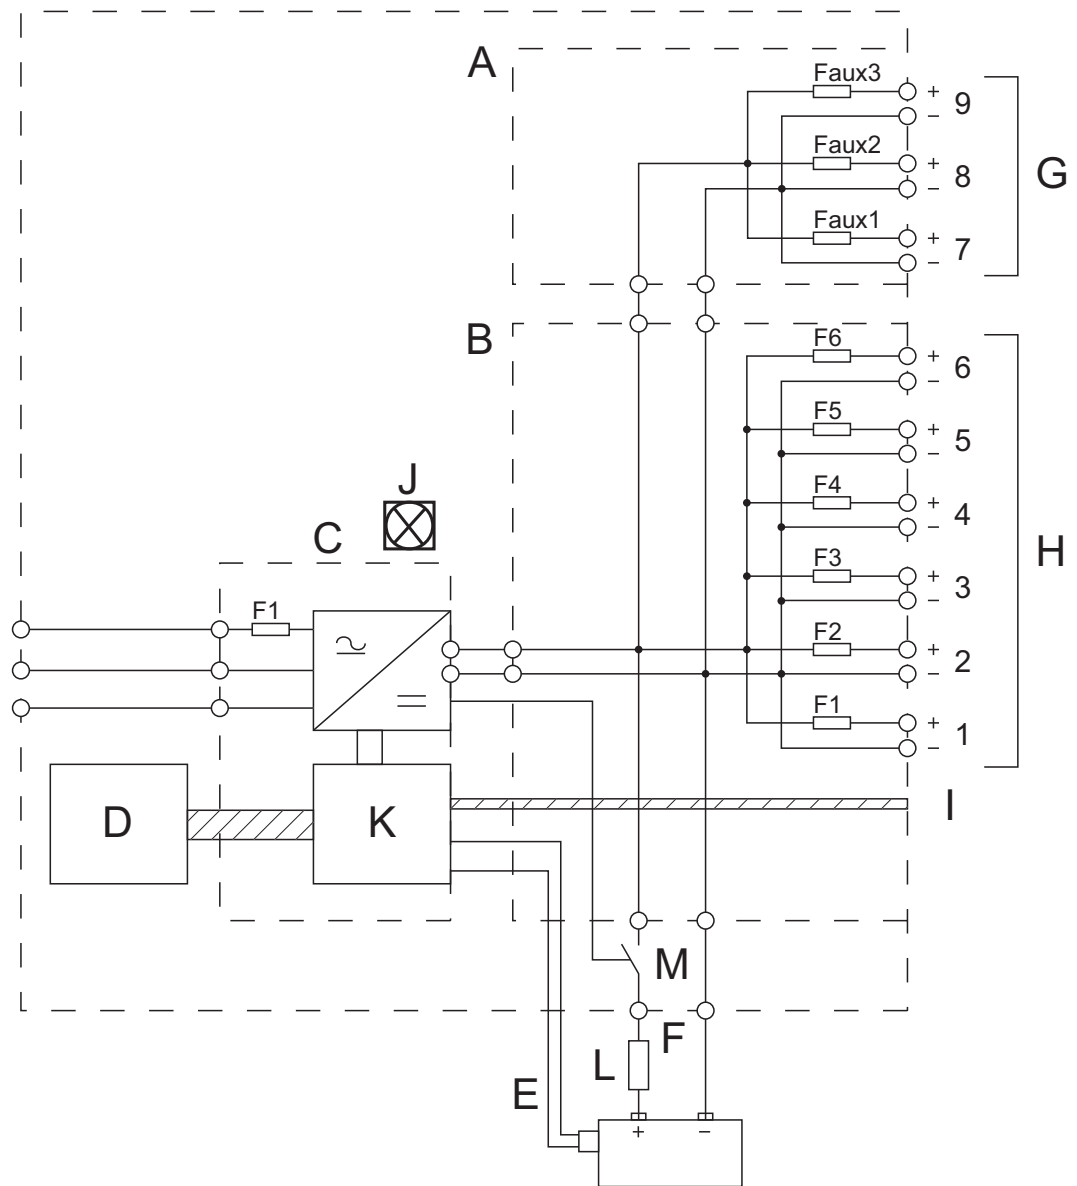 A
Faux3
+ 9
−
Faux2
+ 8
−
G
Faux1
+ 7
−
B
F6
+ 6
−
F5
+ 5
−
F4
+ 4
−
H
F3
+ 3
−
F2
+ 2
−
F1
+ 1
−
J
C
F1
D
K
I
M
F
L
E
+ −